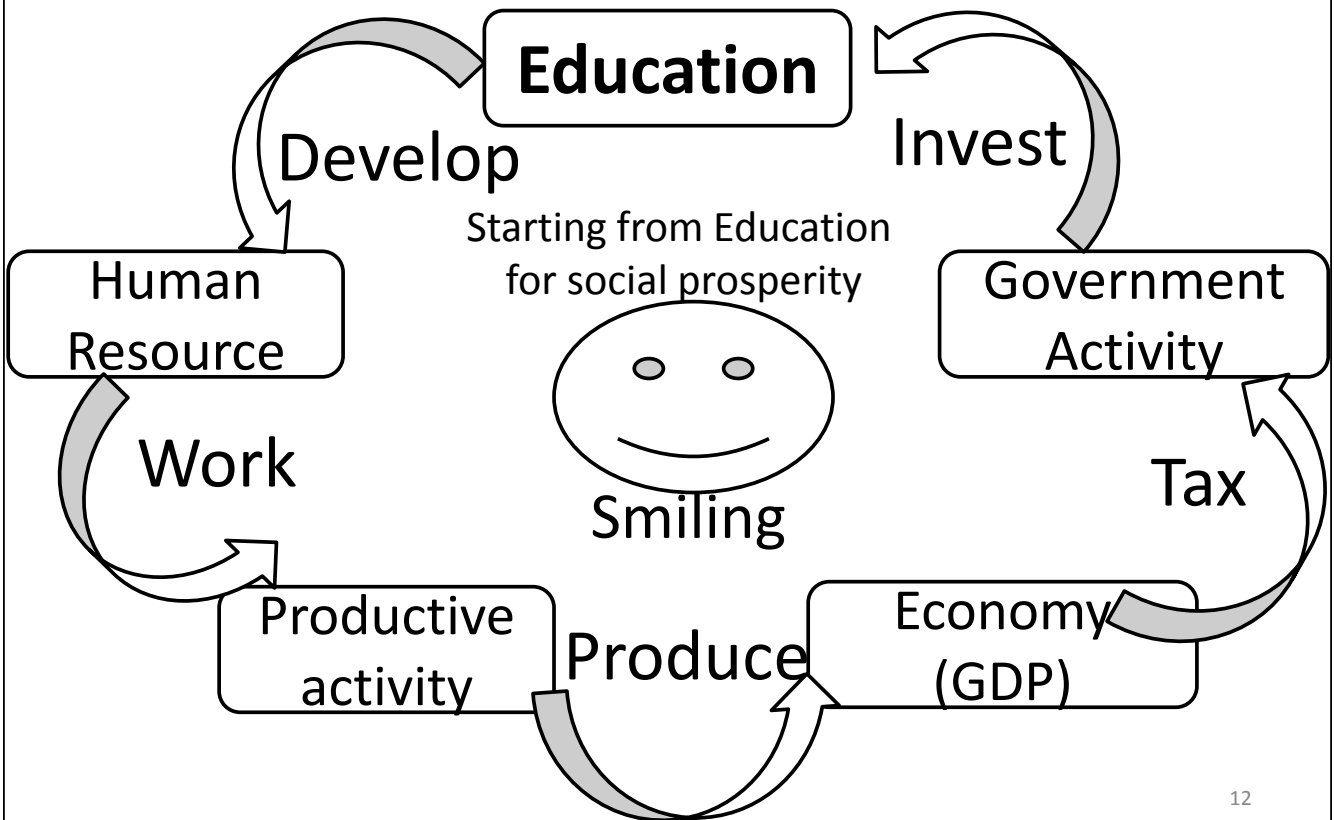 Education
Develop
Invest
Starting from Education
for social prosperity
Human
Resource
Government
Activity
Work
Tax
Smiling
Productive
activity
Produce
Economy
(GDP)
12